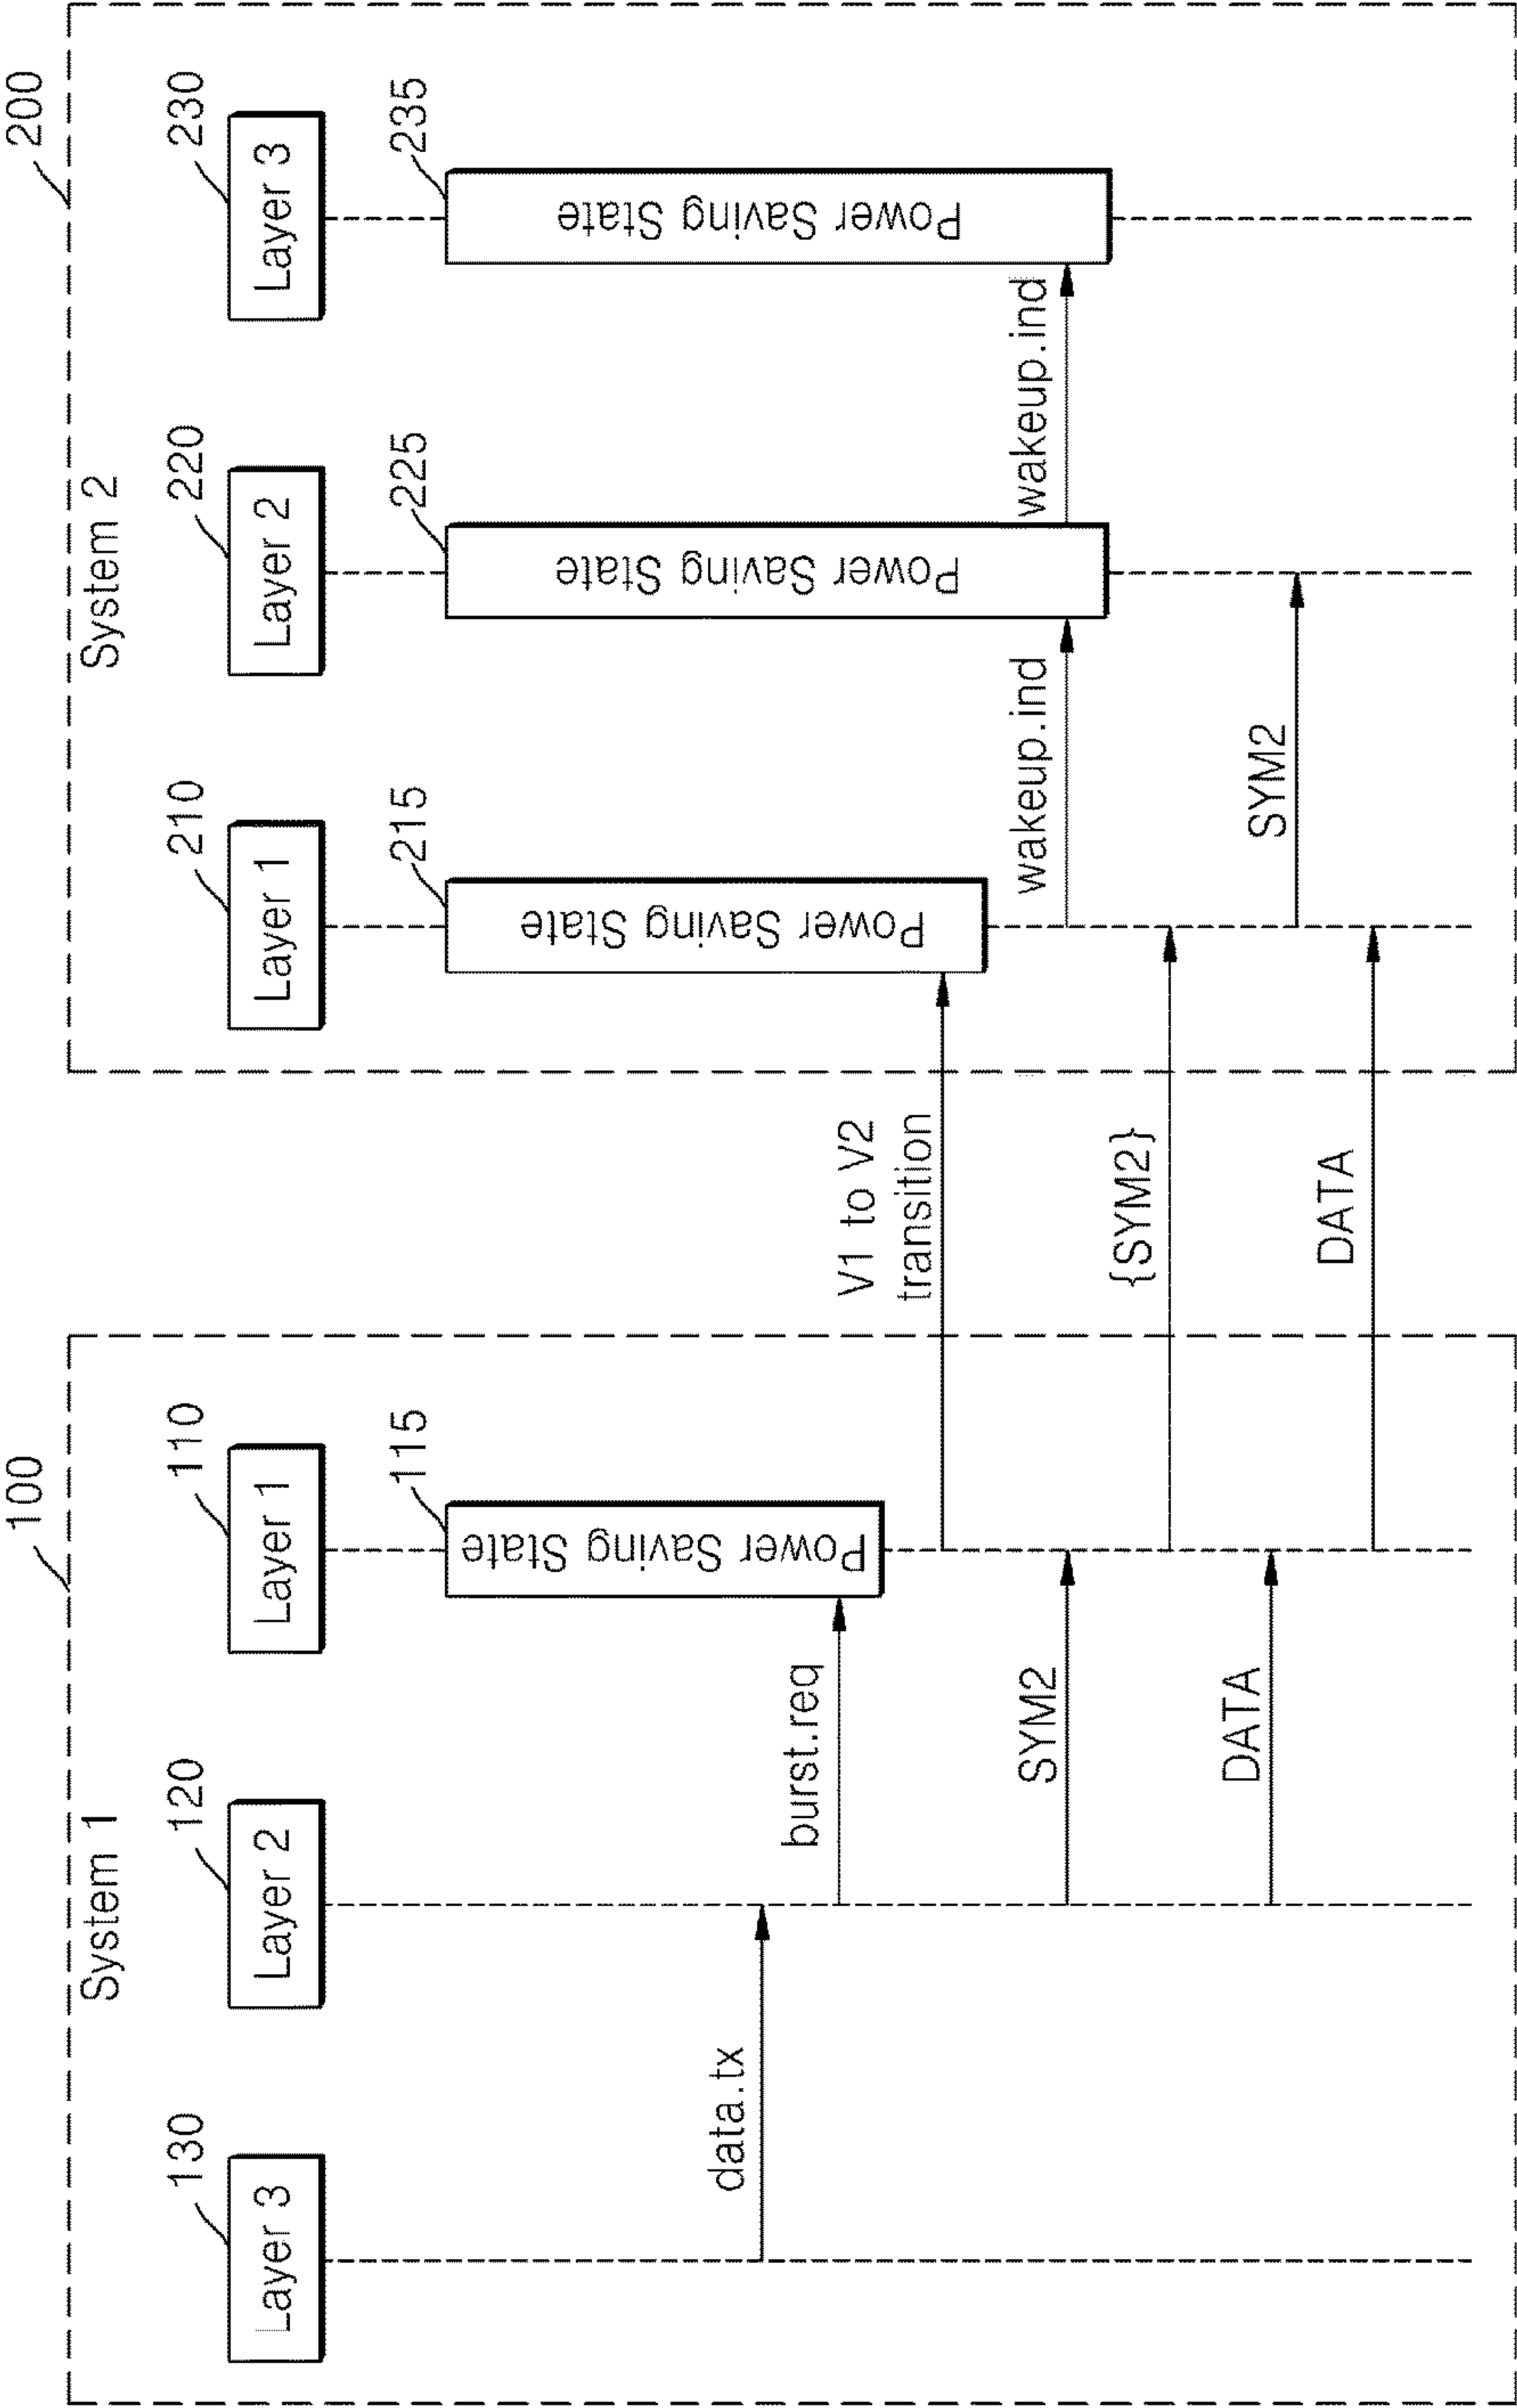 100
200
System 1
System 2
130
120
110
210
220
230
Layer 3
Layer 2
Layer 1
Layer 1
Layer 2
Layer 3
115
215
225
235
Power Saving State
Power Saving State
Power Saving State
Power Saving State
data.tx
burst.req
V1 to V2
transition
wakeup.ind
wakeup.ind
SYM2
{SYM2}
DATA
SYM2
DATA